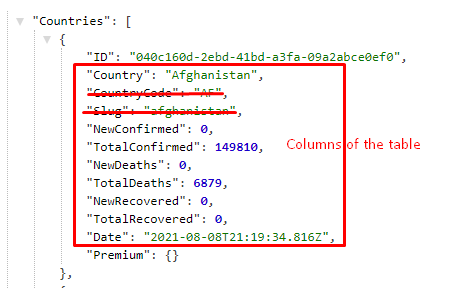 "Countries": [
{
"ID": "040c160d-2ebd-41bd-a3fa-09a2abce0ef0",
"Country": "Afghanistan",
"CountryCode": "AF",
"Slug": "afghanistan",
"NewConfirmed": 0,
"TotalConfirmed": 149810,
Columns of the table
"NewDeaths": 0,
"TotalDeaths": 6879,
"NewRecovered": 0,
"TotalRecovered": 0,
"Date": "2021-08-08T21:19:34.816Z",
"Premium": {}
},